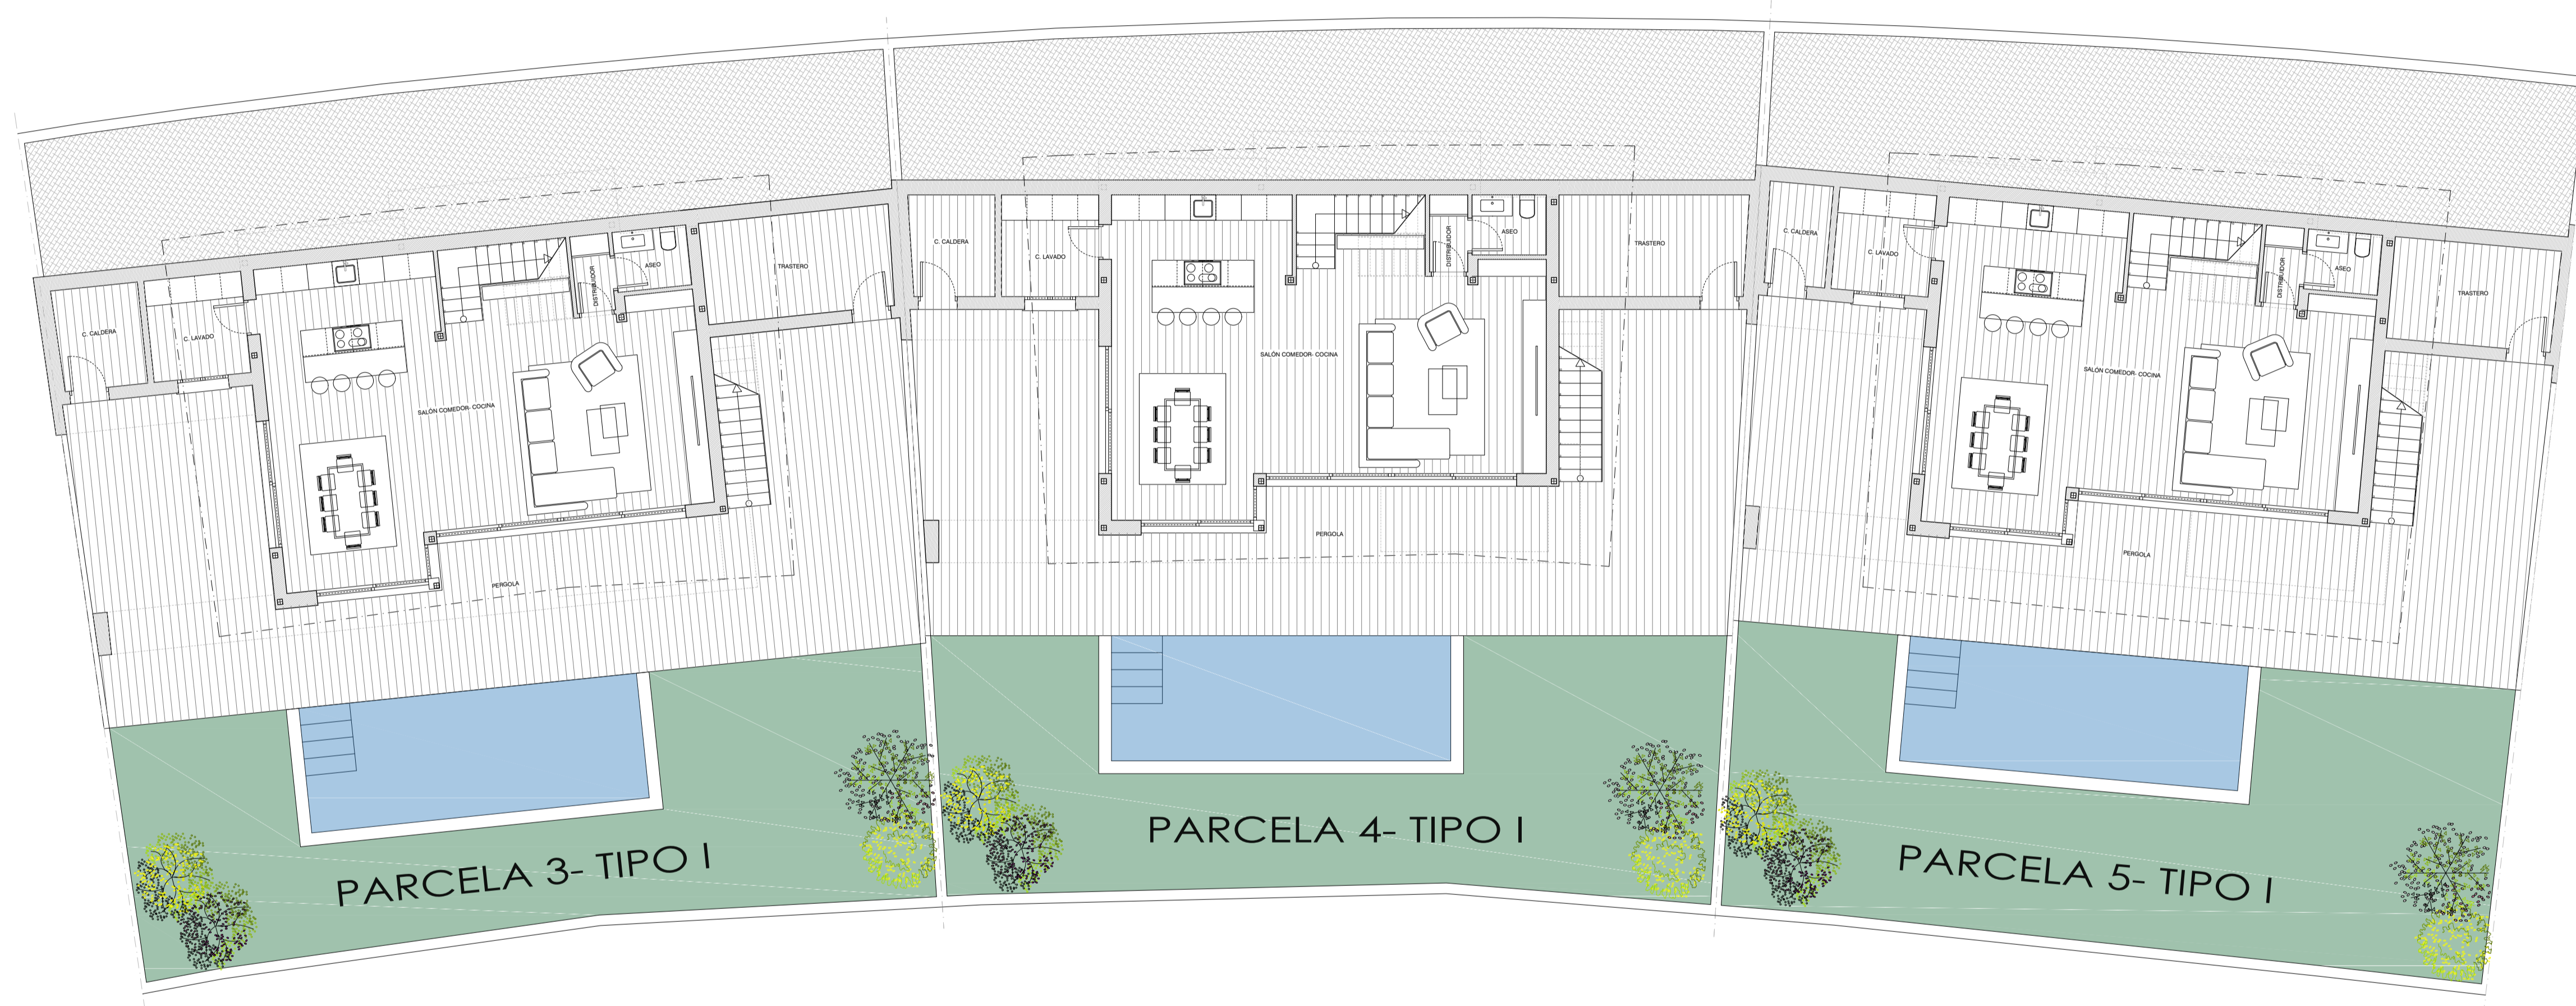 C. CALDERA
C. LAVADO
DISTRIBUIDOR
ASEO
TRASTERO
SALÓN COMEDOR- COCINA
PERGOLA
PARCELA 3- TIPO I
C. CALDERA
C. LAVADO
DISTRIBUIDOR
ASEO
TRASTERO
SALÓN COMEDOR- COCINA
PERGOLA
PARCELA 4- TIPO I
C. CALDERA
C. LAVADO
DISTRIBUIDOR
ASEO
TRASTERO
SALÓN COMEDOR- COCINA
PERGOLA
PARCELA 5- TIPO I